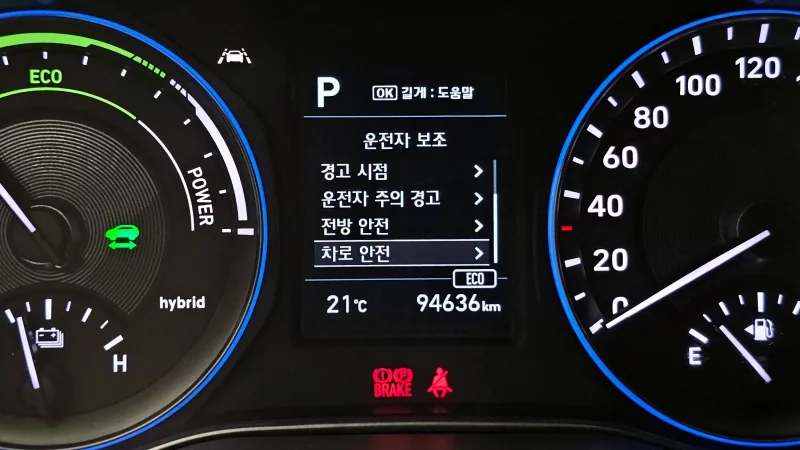 ECO
POWER
hybrid
H
P
OK 길게 : 도움말
운전자 보조
경고 시점
운전자 주의 경고
전방 안전
차로 안전
ECO
21℃ 94636km
P
BRAKE
120
100
80
60
40
20
0
E